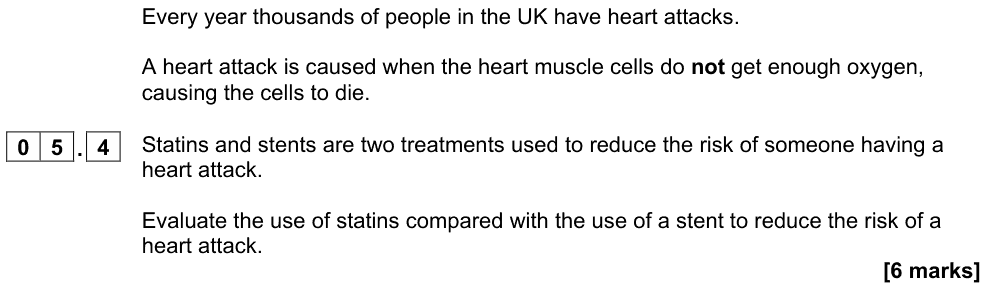 Every year thousands of people in the UK have heart attacks.
A heart attack is caused when the heart muscle cells do not get enough oxygen,
causing the cells to die.
0 5 . 4 Statins and stents are two treatments used to reduce the risk of someone having a
heart attack.
Evaluate the use of statins compared with the use of a stent to reduce the risk of a
heart attack.
[6 marks]